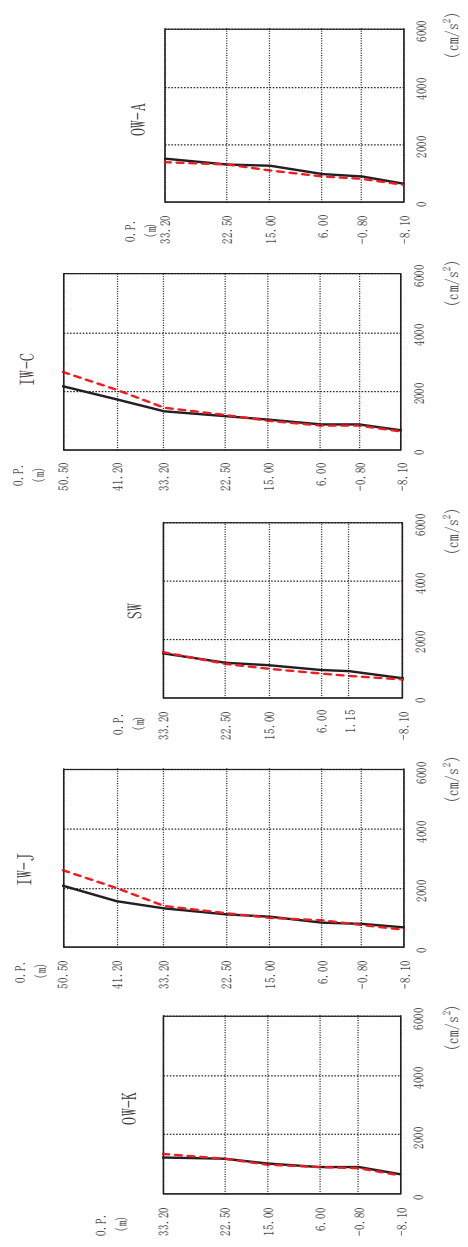 OW-K
O.P.
(m)
33.20
22.50
15.00
6.00
-0.80
-8.10
0
2000
4000
6000
(cm/s²)
IW-J
O.P.
(m)
50.50
41.20
33.20
22.50
15.00
6.00
-0.80
-8.10
0
2000
4000
6000
(cm/s²)
SW
O.P.
(m)
33.20
22.50
15.00
6.00
1.15
-8.10
0
2000
4000
6000
(cm/s²)
IW-C
O.P.
(m)
50.50
41.20
33.20
22.50
15.00
6.00
-0.80
-8.10
0
2000
4000
6000
(cm/s²)
OW-A
O.P.
(m)
33.20
22.50
15.00
6.00
-0.80
-8.10
0
2000
4000
6000
(cm/s²)